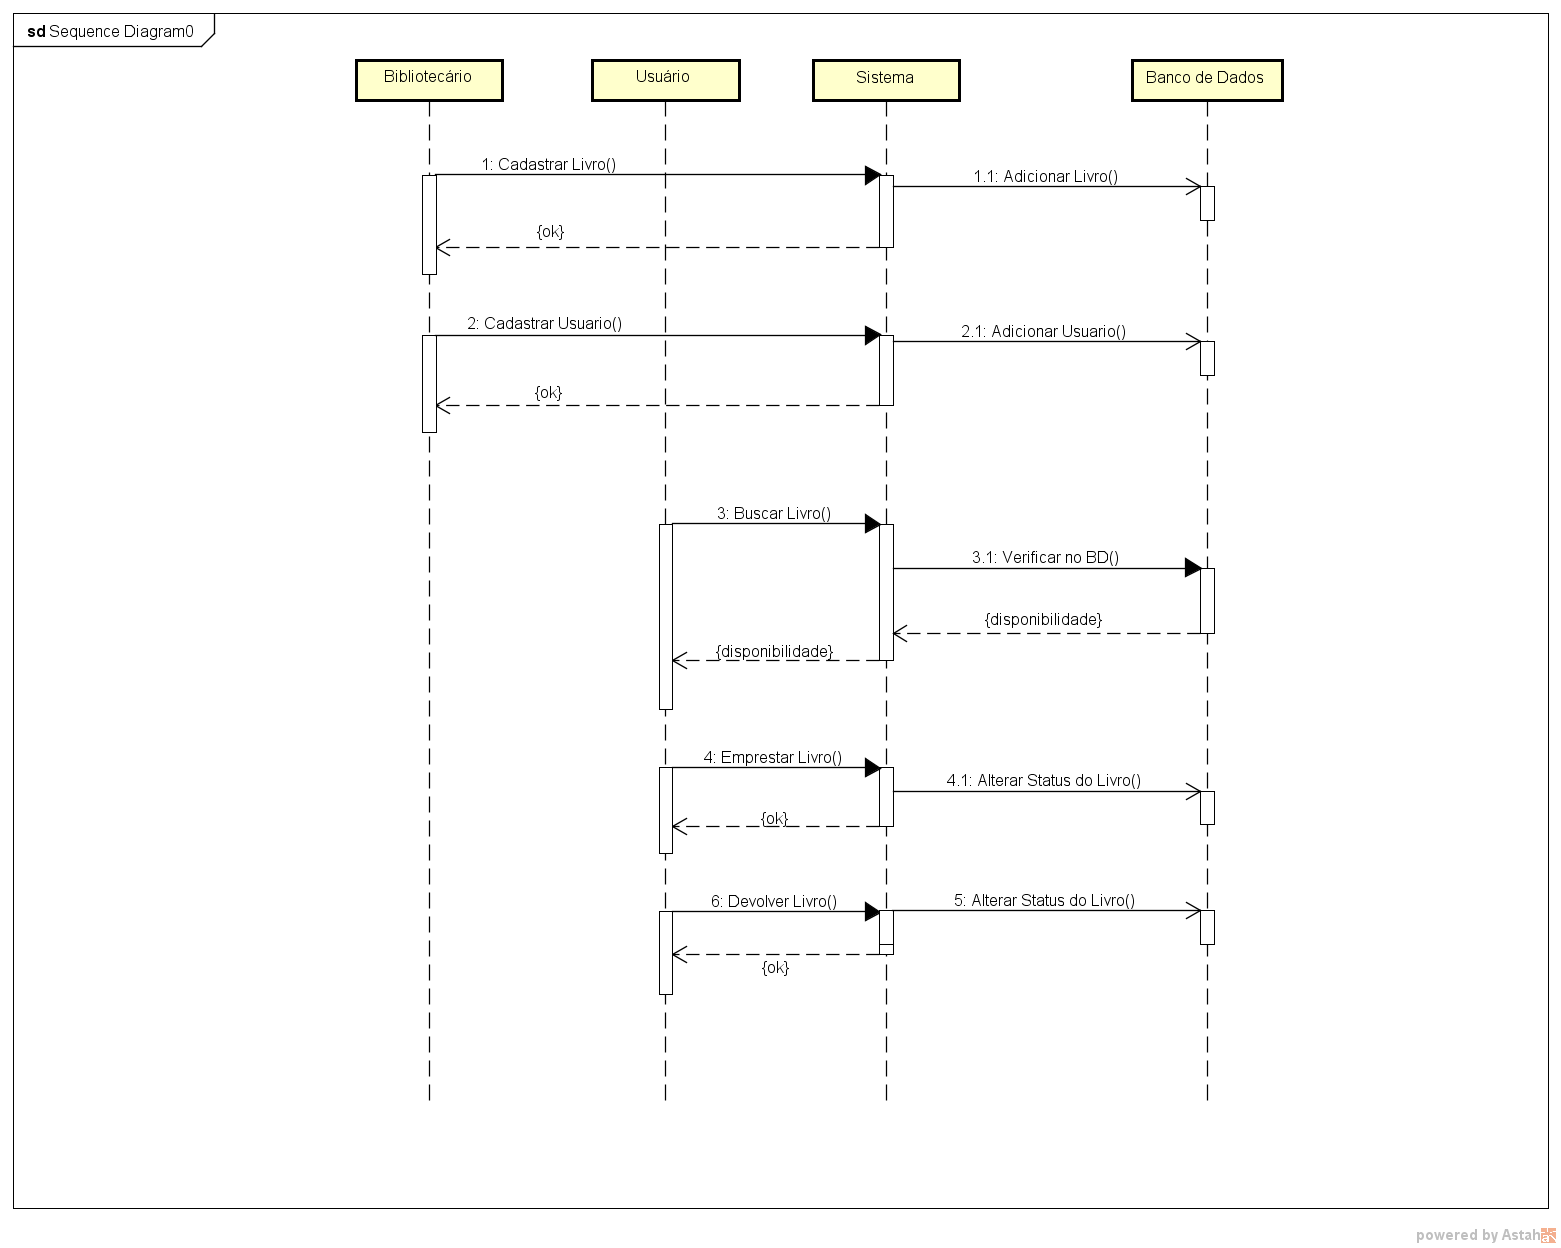 sd Sequence Diagram0
Bibliotecário
Usuário
Sistema
Banco de Dados
1: Cadastrar Livro()
1.1: Adicionar Livro()
{ok}
2: Cadastrar Usuario()
2.1: Adicionar Usuario()
{ok}
3: Buscar Livro()
3.1: Verificar no BD()
{disponibilidade}
{disponibilidade}
4: Emprestar Livro()
4.1: Alterar Status do Livro()
{ok}
6: Devolver Livro()
5: Alterar Status do Livro()
{ok}
powered by Astah